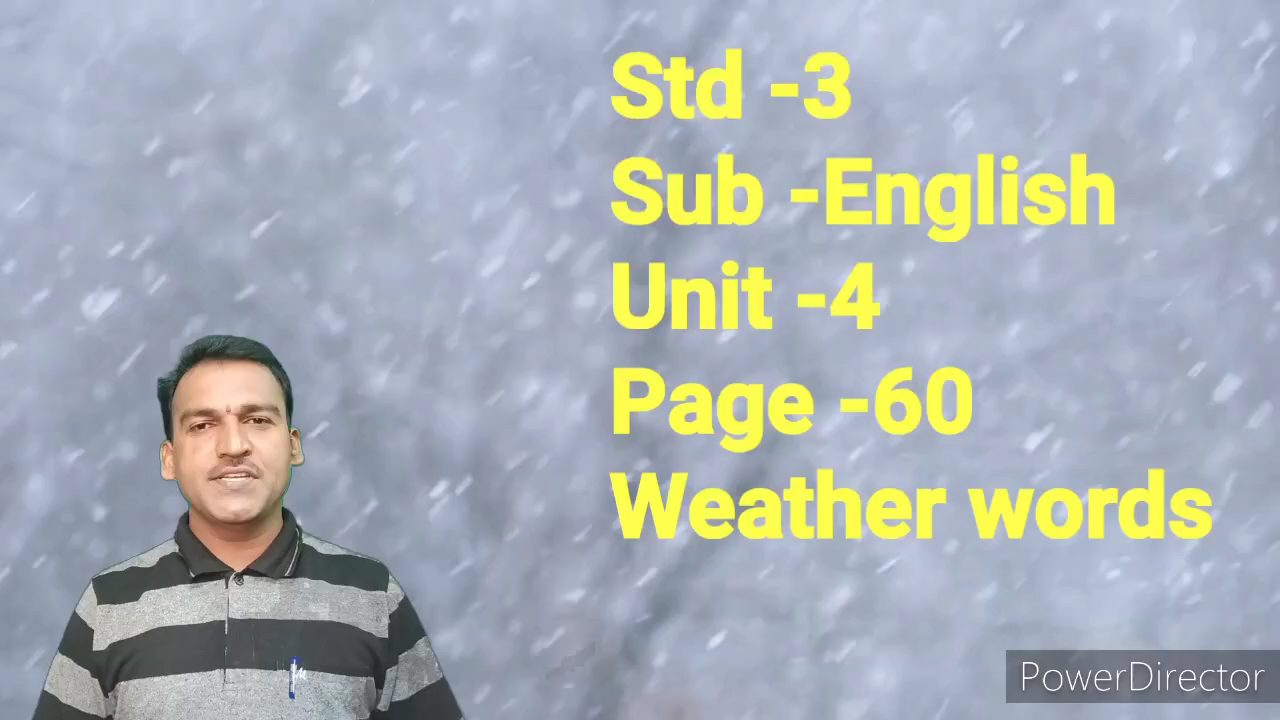 Std -3
Sub -English
Unit -4
Page -60
Weather words
PowerDirector